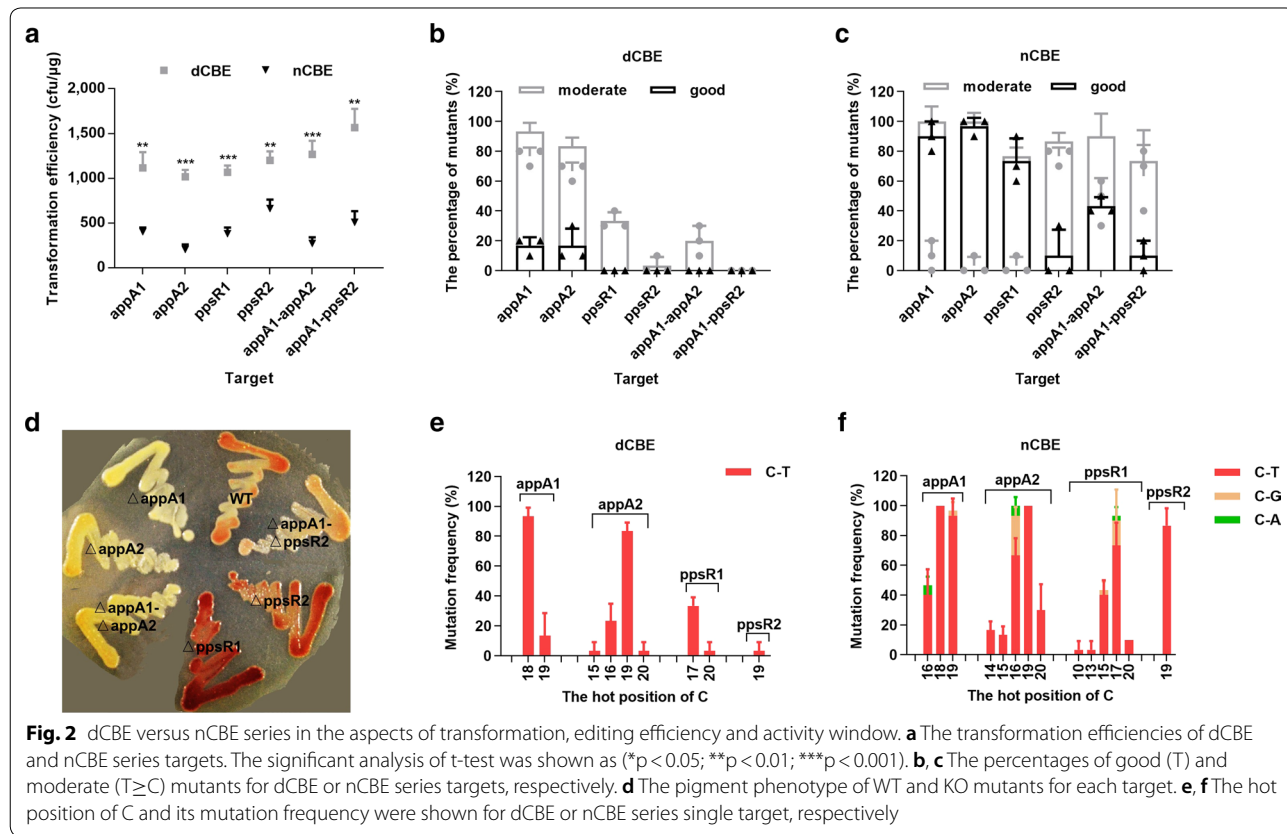 a
dCBE nCBE
Transformation efficiency (cfu/µg)
2,000
1,500
1,000
500
0
** *** *** ** *** **
appA1 appA2 ppsR1 ppsR2 appA1-appA2 appA1-ppsR2
Target
b
dCBE
moderate good
The percentage of mutants (%)
120
100
80
60
40
20
0
appA1 appA2 ppsR1 ppsR2 appA1-appA2 appA1-ppsR2
Target
c
nCBE
moderate good
The percentage of mutants (%)
120
100
80
60
40
20
0
appA1 appA2 ppsR1 ppsR2 appA1-appA2 appA1-ppsR2
Target
d
△appA1
WT
△appA1-
ppsR2
△appA2
△ppsR2
△appA1-
△appA2
△ppsR1
e
dCBE
C-T
Mutation frequency (%)
120
100
80
60
40
20
0
appA1 appA2 ppsR1 ppsR2
18 19 15 16 19 20 17 20 19
The hot position of C
f
nCBE
C-T
C-G
C-A
Mutation frequency (%)
120
100
80
60
40
20
0
appA1 appA2 ppsR1 ppsR2
16 18 19 14 15 16 19 20 10 13 15 17 20 19
The hot position of C
Fig. 2 dCBE versus nCBE series in the aspects of transformation, editing efficiency and activity window. a The transformation efficiencies of dCBE
and nCBE series targets. The significant analysis of t-test was shown as (*p < 0.05; **p < 0.01; ***p < 0.001). b, c The percentages of good (T) and
moderate (T≥C) mutants for dCBE or nCBE series targets, respectively. d The pigment phenotype of WT and KO mutants for each target. e, f The hot
position of C and its mutation frequency were shown for dCBE or nCBE series single target, respectively